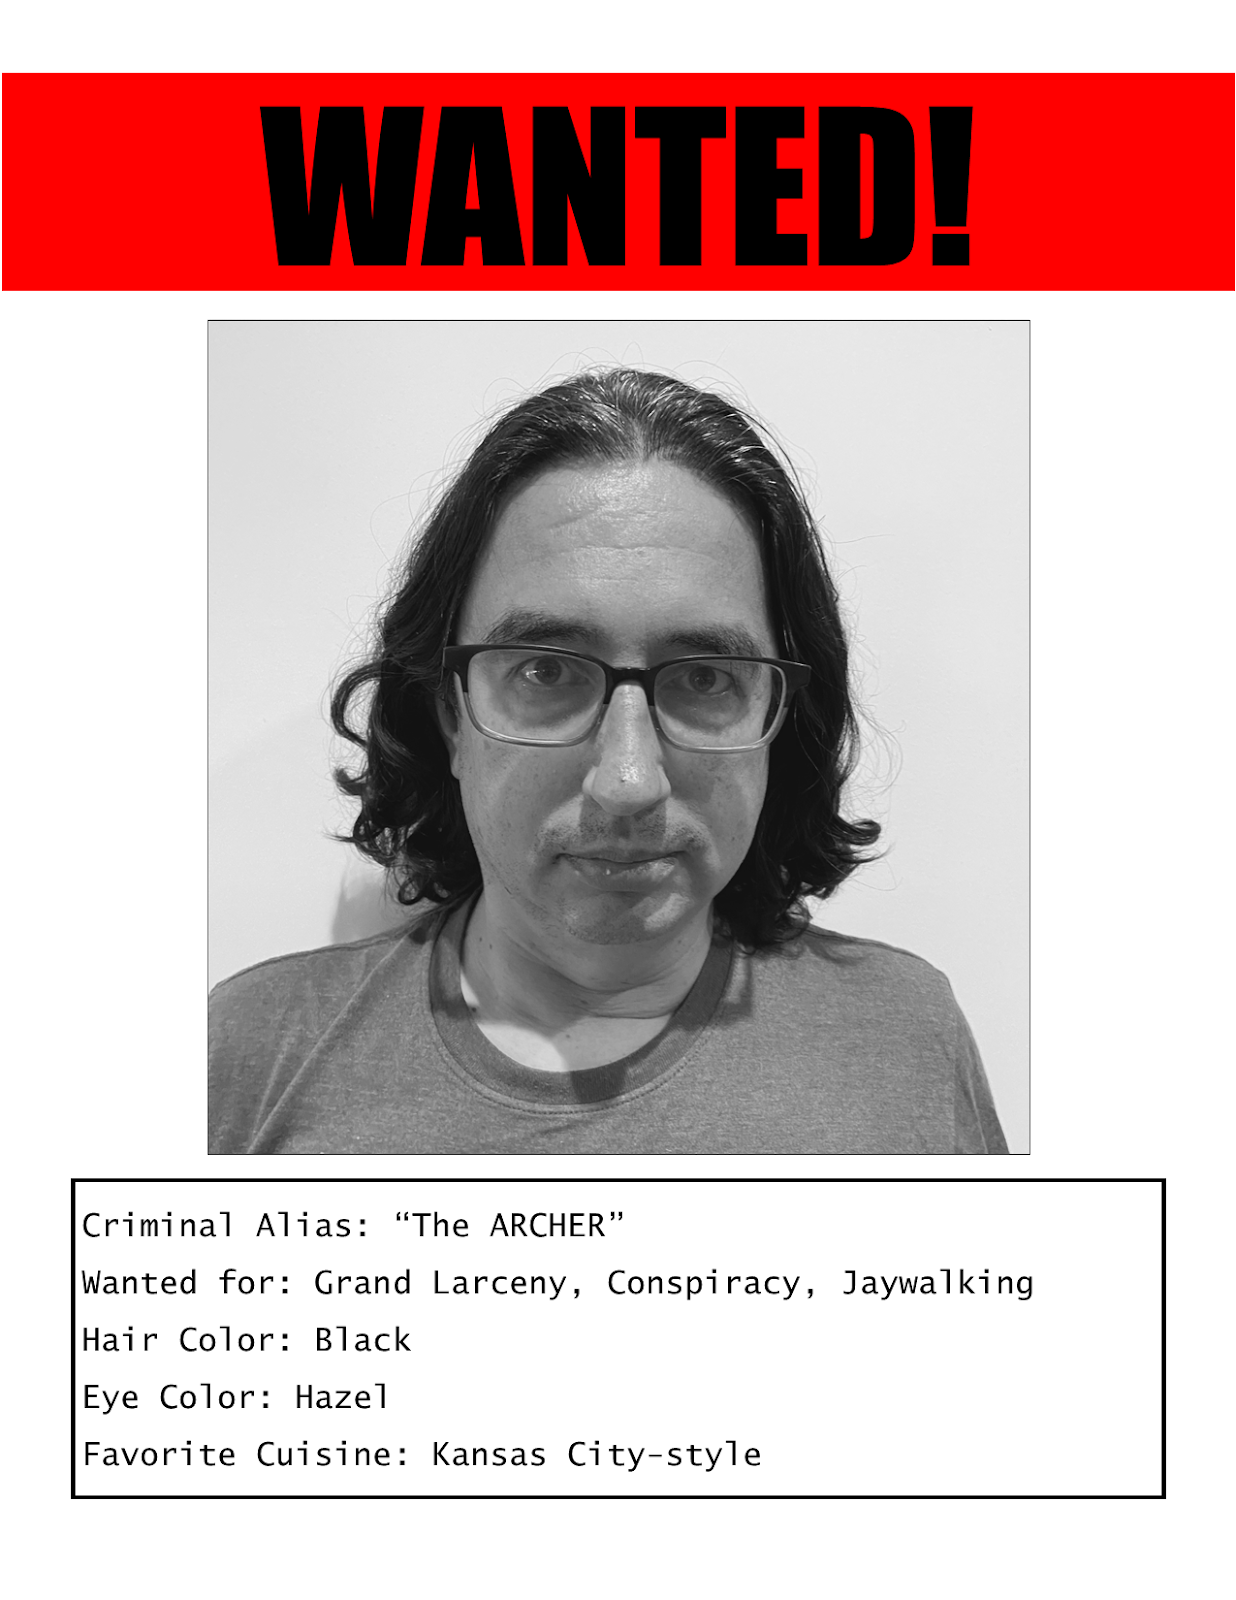 WANTED!
Criminal Alias: “The ARCHER”
Wanted for: Grand Larceny, Conspiracy, Jaywalking
Hair Color: Black
Eye Color: Hazel
Favorite Cuisine: Kansas City-style